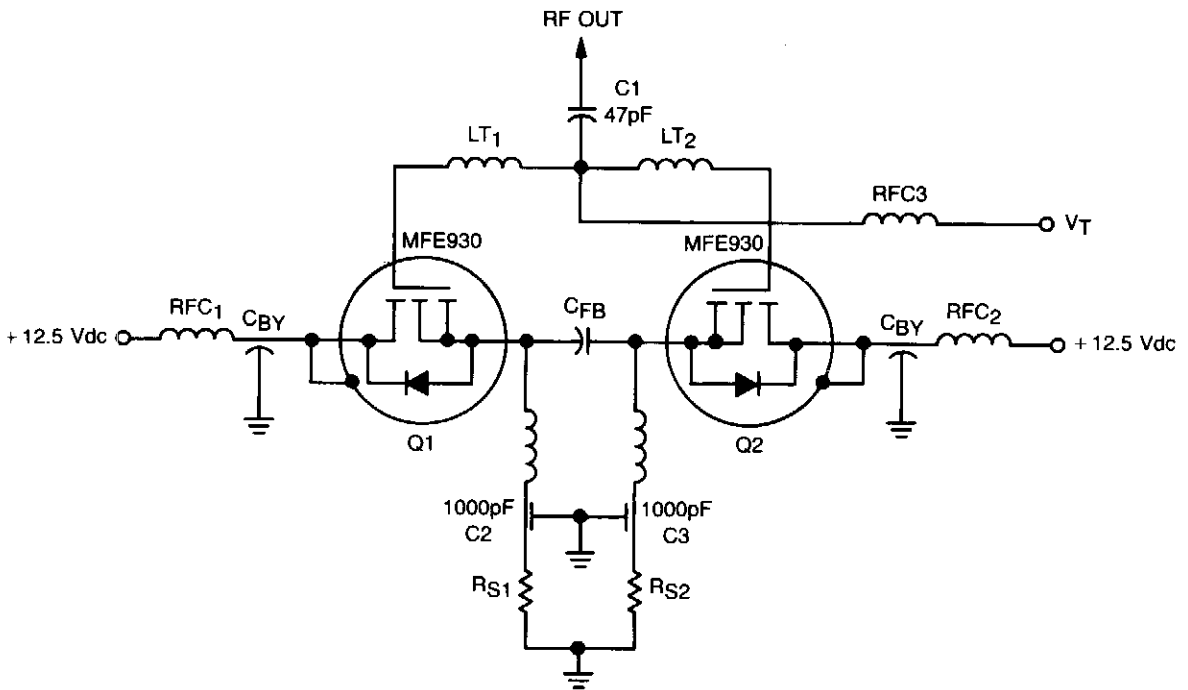 RF OUT
C1
47pF
LT1
LT2
RFC3
VT
MFE930
MFE930
RFC1
CBY
CFB
CBY
RFC2
+ 12.5 Vdc
+ 12.5 Vdc
Q1
Q2
1000pF
C2
1000pF
C3
RS1
RS2